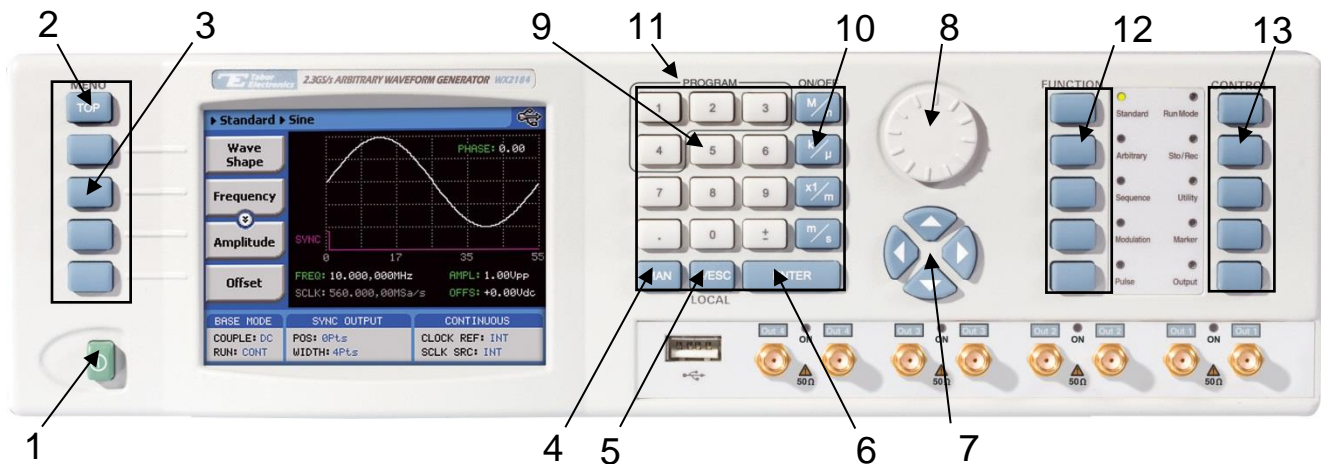 2 3 9 11 10 8 12 13
MENU
TOP
Tabor Electronics 2.3GS/s ARBITRARY WAVEFORM GENERATOR WX2184
Standard Sine
Wave Shape
Frequency
Amplitude
Offset
PHASE: 0.00
SYNC
0 17 35 55
FREQ: 10.000,000MHz AMPL: 1.00Vpp
SCLK: 560.000,00MSa/s OFFS: +0.00Vdc
BASE MODE SYNC OUTPUT CONTINUOUS
COUPLE: DC POS: 0Pts CLOCK REF: INT
RUN: CONT WIDTH: 4Pts SCLK SRC: INT
PROGRAM ON/OFF
1 2 3 M/n
4 5 6 k/μ
7 8 9 x1/m
. 0 ± m/s
/ESC
LOCAL
FUNCTION CONTROL
Standard Run Mode
Arbitrary Sto/Rec
Sequence Utility
Modulation Marker
Pulse Output
Out 4 Out 4 Out 3 Out 3 Out 2 Out 2 Out 1 Out 1
ON ON ON ON
50Ω 50Ω 50Ω 50Ω
1 4 5 6 7